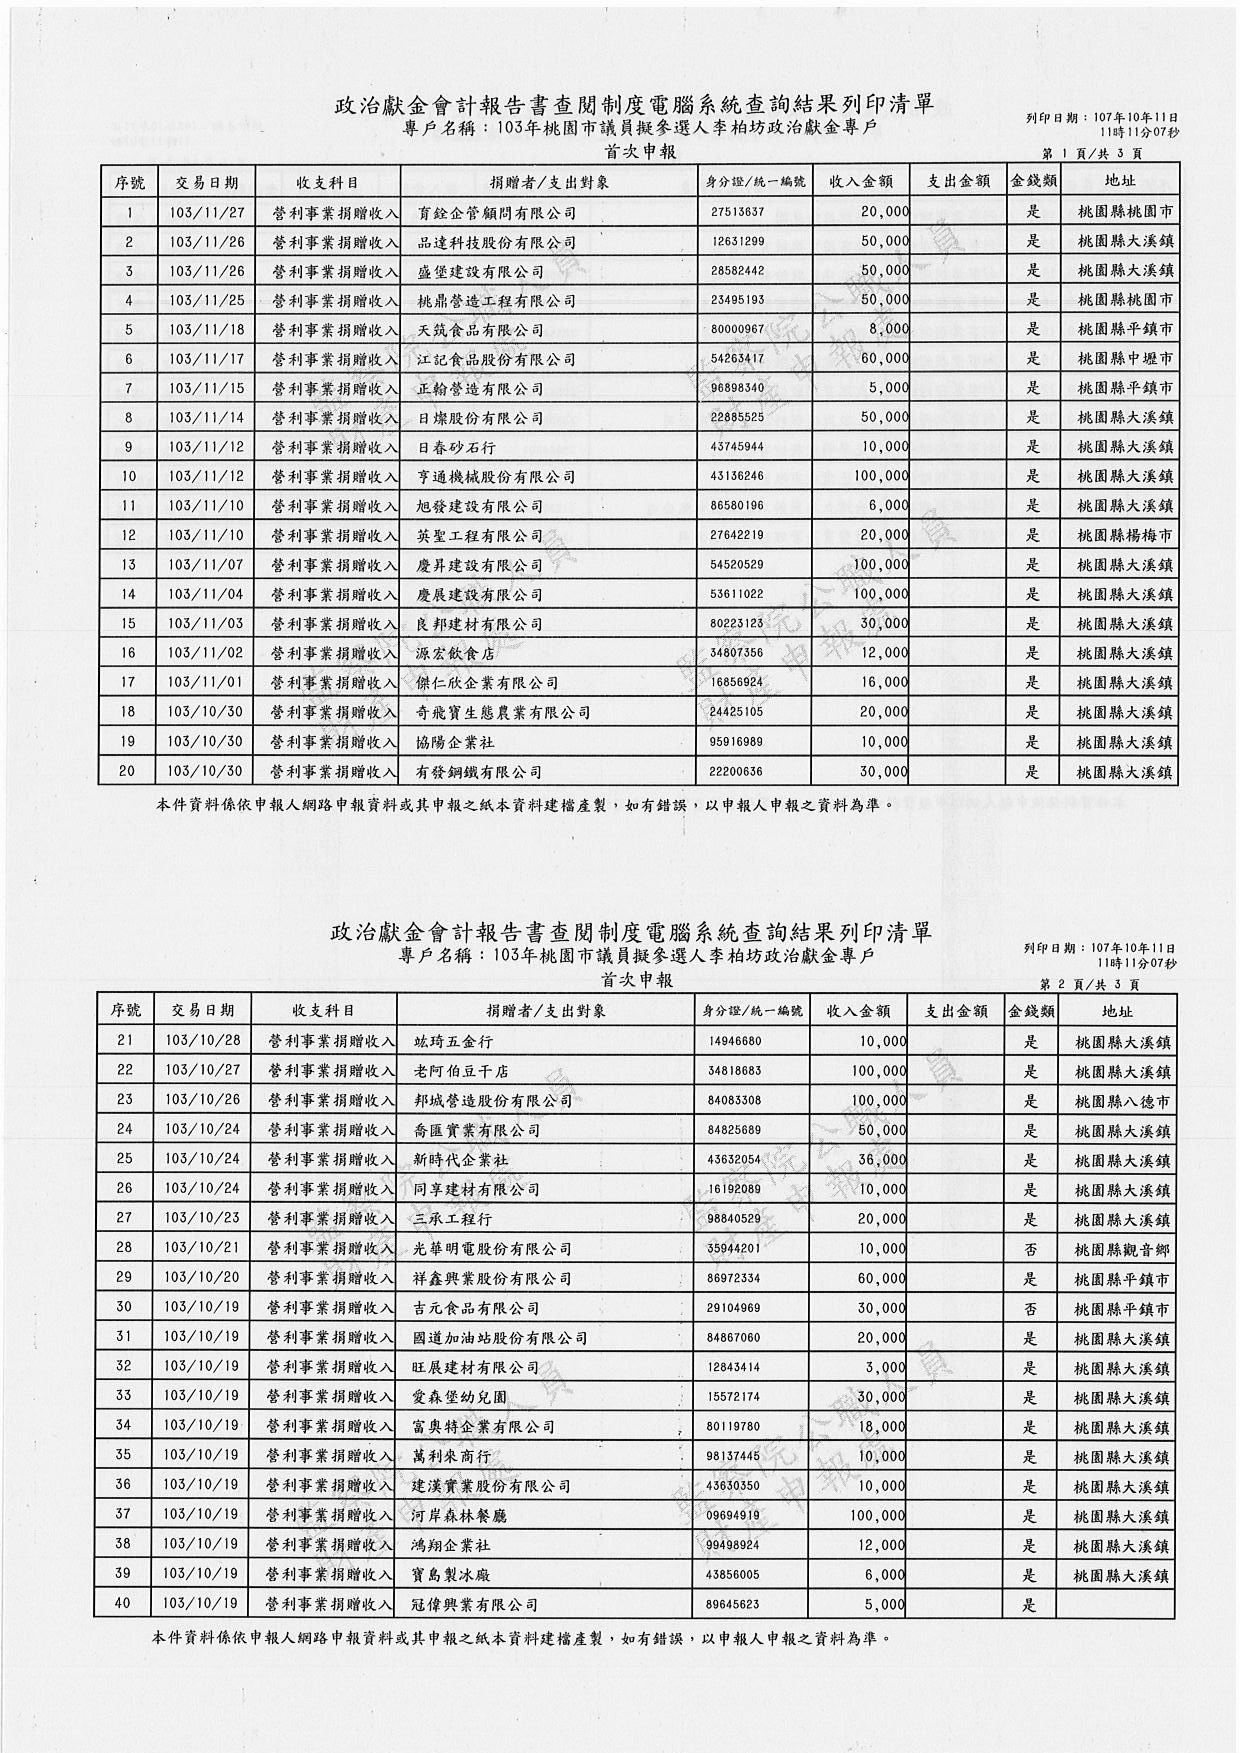 政治獻金會計報告書查閱制度電腦系統查詢結果列印清單
專戶名稱：103年桃園市議員擬參選人李柏坊政治獻金專戶
列印日期：107年10年11日
11時11分07秒
首次申報
第 1 頁/共 3 頁
序號 交易日期 收支科目 捐贈者/支出對象 身分證/統一編號 收入金額 支出金額 金錢類 地址
1 103/11/27 營利事業捐贈收入 育銓企管顧問有限公司 27513637 20,000 是 桃園縣桃園市
2 103/11/26 營利事業捐贈收入 品達科技股份有限公司 12631299 50,000 是 桃園縣大溪鎮
3 103/11/26 營利事業捐贈收入 盛堡建設有限公司 28582442 50,000 是 桃園縣大溪鎮
4 103/11/25 營利事業捐贈收入 桃鼎營造工程有限公司 23495193 50,000 是 桃園縣桃園市
5 103/11/18 營利事業捐贈收入 天筑食品有限公司 80000967 8,000 是 桃園縣平鎮市
6 103/11/17 營利事業捐贈收入 江記食品股份有限公司 54263417 60,000 是 桃園縣中壢市
7 103/11/15 營利事業捐贈收入 正翰營造有限公司 96898340 5,000 是 桃園縣平鎮市
8 103/11/14 營利事業捐贈收入 日燦股份有限公司 22885525 50,000 是 桃園縣大溪鎮
9 103/11/12 營利事業捐贈收入 日春砂石行 43745944 10,000 是 桃園縣大溪鎮
10 103/11/12 營利事業捐贈收入 亨通機械股份有限公司 43136246 100,000 是 桃園縣大溪鎮
11 103/11/10 營利事業捐贈收入 旭發建設有限公司 86580196 6,000 是 桃園縣大溪鎮
12 103/11/10 營利事業捐贈收入 英聖工程有限公司 27642219 20,000 是 桃園縣楊梅市
13 103/11/07 營利事業捐贈收入 慶昇建設有限公司 54520529 100,000 是 桃園縣大溪鎮
14 103/11/04 營利事業捐贈收入 慶展建設有限公司 53611022 100,000 是 桃園縣大溪鎮
15 103/11/03 營利事業捐贈收入 良邦建材有限公司 80223123 30,000 是 桃園縣大溪鎮
16 103/11/02 營利事業捐贈收入 源宏飲食店 34807356 12,000 是 桃園縣大溪鎮
17 103/11/01 營利事業捐贈收入 傑仁欣企業有限公司 16856924 16,000 是 桃園縣大溪鎮
18 103/10/30 營利事業捐贈收入 奇飛寶生態農業有限公司 24425105 20,000 是 桃園縣大溪鎮
19 103/10/30 營利事業捐贈收入 協陽企業社 95916989 10,000 是 桃園縣大溪鎮
20 103/10/30 營利事業捐贈收入 有發鋼鐵有限公司 22200636 30,000 是 桃園縣大溪鎮
本件資料係依申報人網路申報資料或其申報之紙本資料建檔產製，如有錯誤，以申報人申報之資料為準。
政治獻金會計報告書查閱制度電腦系統查詢結果列印清單
專戶名稱：103年桃園市議員擬參選人李柏坊政治獻金專戶
列印日期：107年10年11日
11時11分07秒
首次申報
第 2 頁/共 3 頁
序號 交易日期 收支科目 捐贈者/支出對象 身分證/統一編號 收入金額 支出金額 金錢類 地址
21 103/10/28 營利事業捐贈收入 竑琦五金行 14946680 10,000 是 桃園縣大溪鎮
22 103/10/27 營利事業捐贈收入 老阿伯豆干店 34818683 100,000 是 桃園縣大溪鎮
23 103/10/26 營利事業捐贈收入 邦城營造股份有限公司 84083308 100,000 是 桃園縣八德市
24 103/10/24 營利事業捐贈收入 喬匯實業有限公司 84825689 50,000 是 桃園縣大溪鎮
25 103/10/24 營利事業捐贈收入 新時代企業社 43632054 36,000 是 桃園縣大溪鎮
26 103/10/24 營利事業捐贈收入 同享建材有限公司 16192089 10,000 是 桃園縣大溪鎮
27 103/10/23 營利事業捐贈收入 三承工程行 98840529 20,000 是 桃園縣大溪鎮
28 103/10/21 營利事業捐贈收入 光華明電股份有限公司 35944201 10,000 否 桃園縣觀音鄉
29 103/10/20 營利事業捐贈收入 祥鑫興業股份有限公司 86972334 60,000 是 桃園縣平鎮市
30 103/10/19 營利事業捐贈收入 吉元食品有限公司 29104969 30,000 否 桃園縣平鎮市
31 103/10/19 營利事業捐贈收入 國道加油站股份有限公司 84867060 20,000 是 桃園縣大溪鎮
32 103/10/19 營利事業捐贈收入 旺展建材有限公司 12843414 3,000 是 桃園縣大溪鎮
33 103/10/19 營利事業捐贈收入 愛森堡幼兒園 15572174 30,000 是 桃園縣大溪鎮
34 103/10/19 營利事業捐贈收入 富奧特企業有限公司 80119780 18,000 是 桃園縣大溪鎮
35 103/10/19 營利事業捐贈收入 萬利來商行 98137445 10,000 是 桃園縣大溪鎮
36 103/10/19 營利事業捐贈收入 建漢實業股份有限公司 43630350 10,000 是 桃園縣大溪鎮
37 103/10/19 營利事業捐贈收入 河岸森林餐廳 09694919 100,000 是 桃園縣大溪鎮
38 103/10/19 營利事業捐贈收入 鴻翔企業社 99498924 12,000 是 桃園縣大溪鎮
39 103/10/19 營利事業捐贈收入 寶島製冰廠 43856005 6,000 是 桃園縣大溪鎮
40 103/10/19 營利事業捐贈收入 冠偉興業有限公司 89645623 5,000 是
本件資料係依申報人網路申報資料或其申報之紙本資料建檔產製，如有錯誤，以申報人申報之資料為準。
監察院公職人員
財產申報處